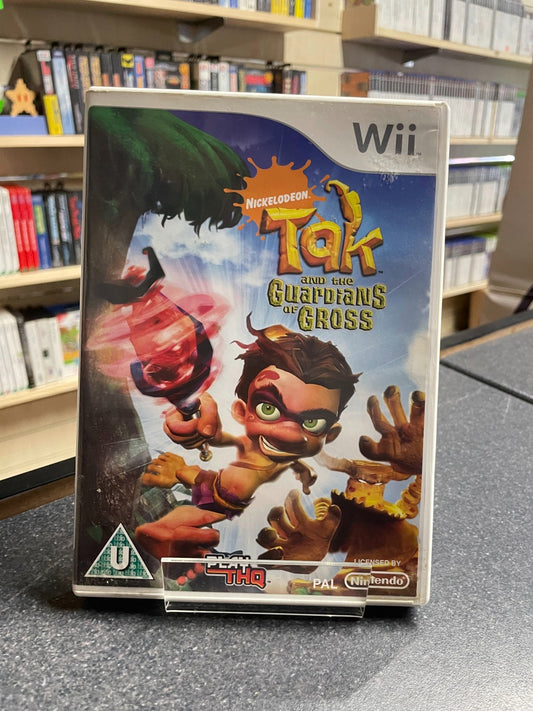 Wii
NICKELODEON
Tak
AND THE
GUARDIANS
OF GROSS
U
PLAY
THQ
PAL
LICENSED BY
Nintendo